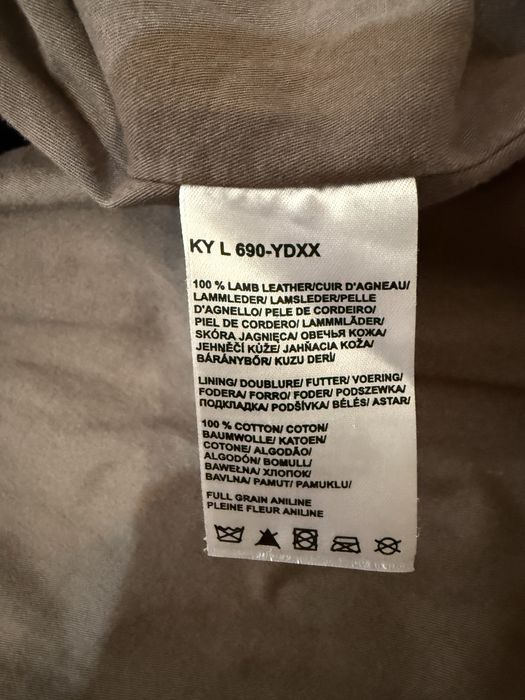 KY L 690-YDXX
100 % LAMB LEATHER/CUIR D'AGNEAU/
LAMMLEDER/ LAMSLEDER/PELLE
D'AGNELLO/ PELE DE CORDEIRO/
PIEL DE CORDERO/ LAMMMLÄDER/
SKÓRA JAGNIĘCA/ ОВЕЧЬЯ КОЖА/
JEHNĚČÍ KŮŽE/ JAHŇACIA KOŽA/
BÁRÁNYBŐR/ KUZU DERİ/
LINING/ DOUBLURE/ FUTTER/ VOERING/
FODERA/ FORRO/ FODER/ PODSZEWKA/
ПОДКЛАДКА/ PODŠÍVKA/ BÉLÉS/ ASTAR/
100 % COTTON/ COTON/
BAUMWOLLE/ KATOEN/
COTONE/ ALGODÃO/
ALGODÓN/ BOMULL/
BAWEŁNA/ ХЛОПОК/
BAVLNA/ PAMUT/ PAMUKLU/
FULL GRAIN ANILINE
PLEINE FLEUR ANILINE